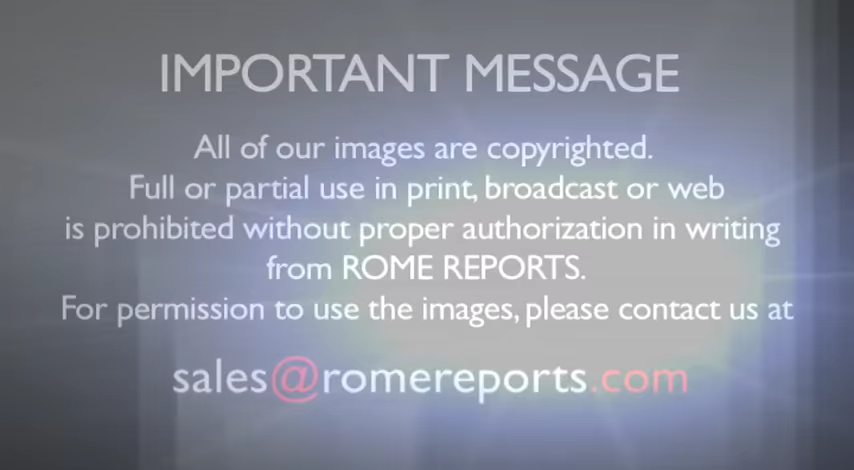 IMPORTANT MESSAGE
All of our images are copyrighted.
Full or partial use in print, broadcast or web
is prohibited without proper authorization in writing
from ROME REPORTS.
For permission to use the images, please contact us at
sales@romereports.com